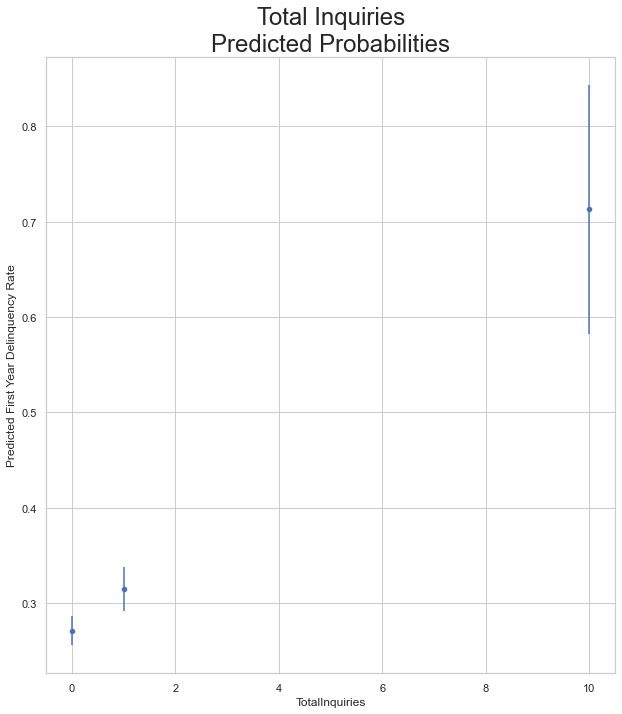 Total Inquiries
Predicted Probabilities
Predicted First Year Delinquency Rate
0.8
0.7
0.6
0.5
0.4
0.3
0 2 4 6 8 10
TotalInquiries